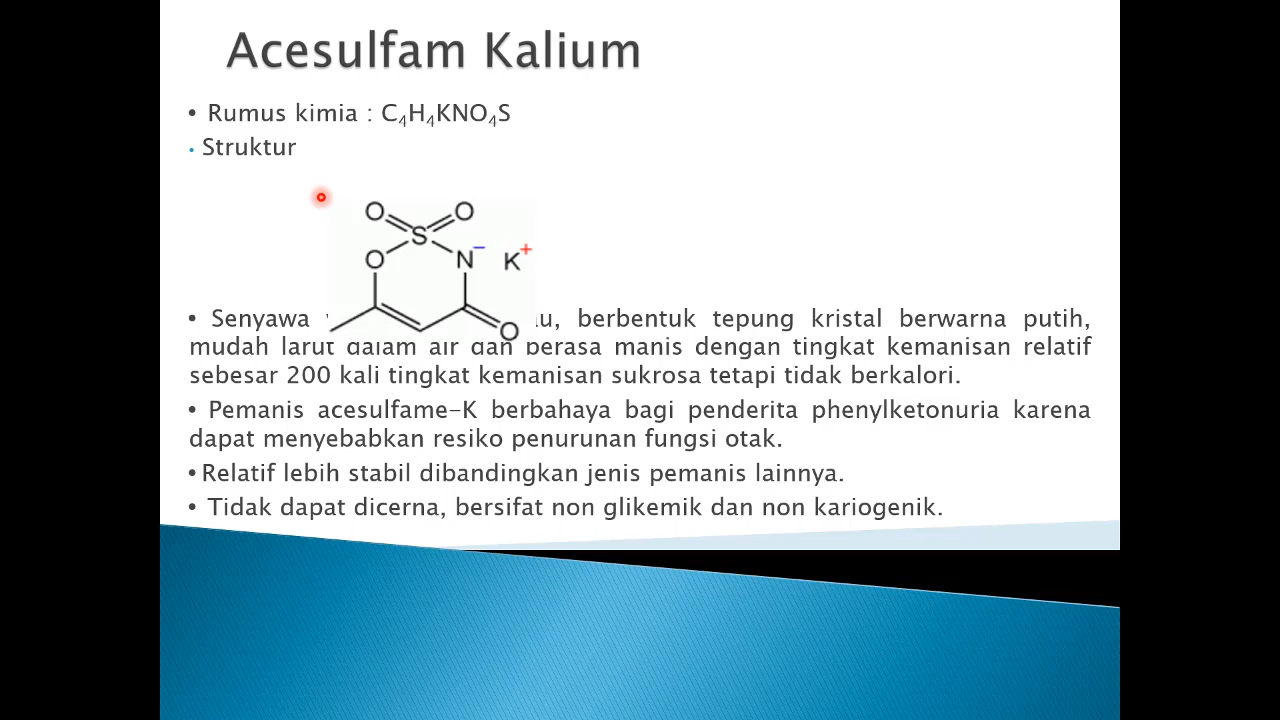 Acesulfam Kalium
• Rumus kimia : C₄H₄KNO₄S
• Struktur
O O
S
O N⁻ K⁺
O
• Senyawa au, berbentuk tepung kristal berwarna putih,
mudah larut dalam air dan berasa manis dengan tingkat kemanisan relatif
sebesar 200 kali tingkat kemanisan sukrosa tetapi tidak berkalori.
• Pemanis acesulfame-K berbahaya bagi penderita phenylketonuria karena
dapat menyebabkan resiko penurunan fungsi otak.
• Relatif lebih stabil dibandingkan jenis pemanis lainnya.
• Tidak dapat dicerna, bersifat non glikemik dan non kariogenik.